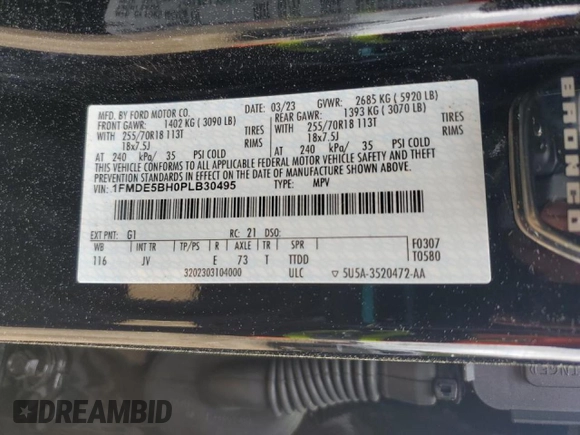 MFD. BY FORD MOTOR CO.
03/23 GVWR: 2685 KG ( 5920 LB)
FRONT GAWR: 1402 KG ( 3090 LB)
REAR GAWR: 1393 KG ( 3070 LB)
WITH 255/70R18 113T TIRES
18x7.5J RIMS
WITH 255/70R18 113T TIRES
18x7.5J RIMS
AT 240 kPa/ 35 PSI COLD
AT 240 kPa/ 35 PSI COLD
THIS VEHICLE CONFORMS TO ALL APPLICABLE FEDERAL MOTOR VEHICLE SAFETY AND THEFT
PREVENTION STANDARDS IN EFFECT ON THE DATE OF MANUFACTURE SHOWN ABOVE.
VIN: 1FMDE5BH0PLB30495
TYPE: MPV
EXT PNT: G1 RC: 21 DSO:
WB INT TR TP/PS R AXLE TR SPR
116 JV E 73 T TTDD
F0307
T0580
3202303104000 ULC ▽ 5U5A-3520472-AA
BRONCO
DREAMBID